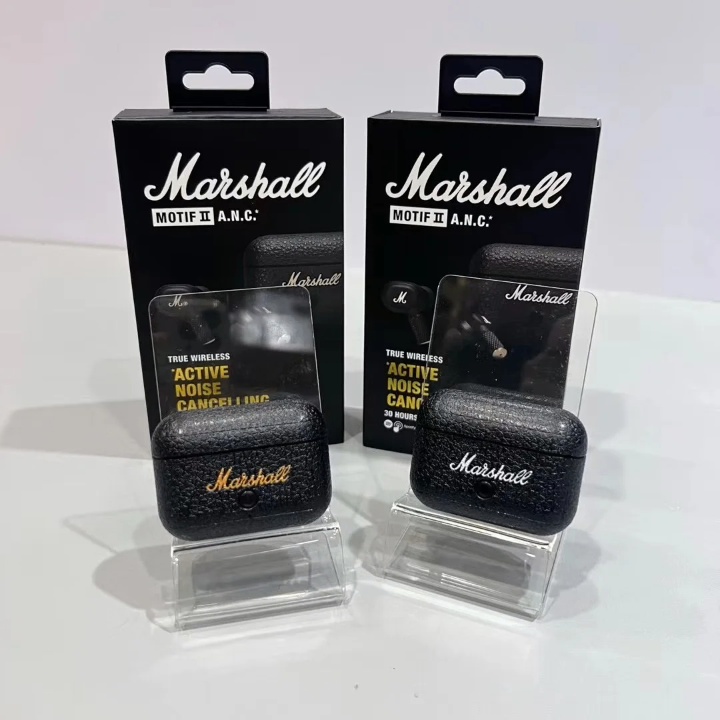 Marshall
MOTIF II A.N.C.*
Marshall
M
TRUE WIRELESS
*ACTIVE
NOISE
CANCELLING
Marshall
Marshall
MOTIF II A.N.C.*
Marshall
M
TRUE WIRELESS
*ACTIVE
NOISE
CANC
30 HOURS
Spotify
Marshall